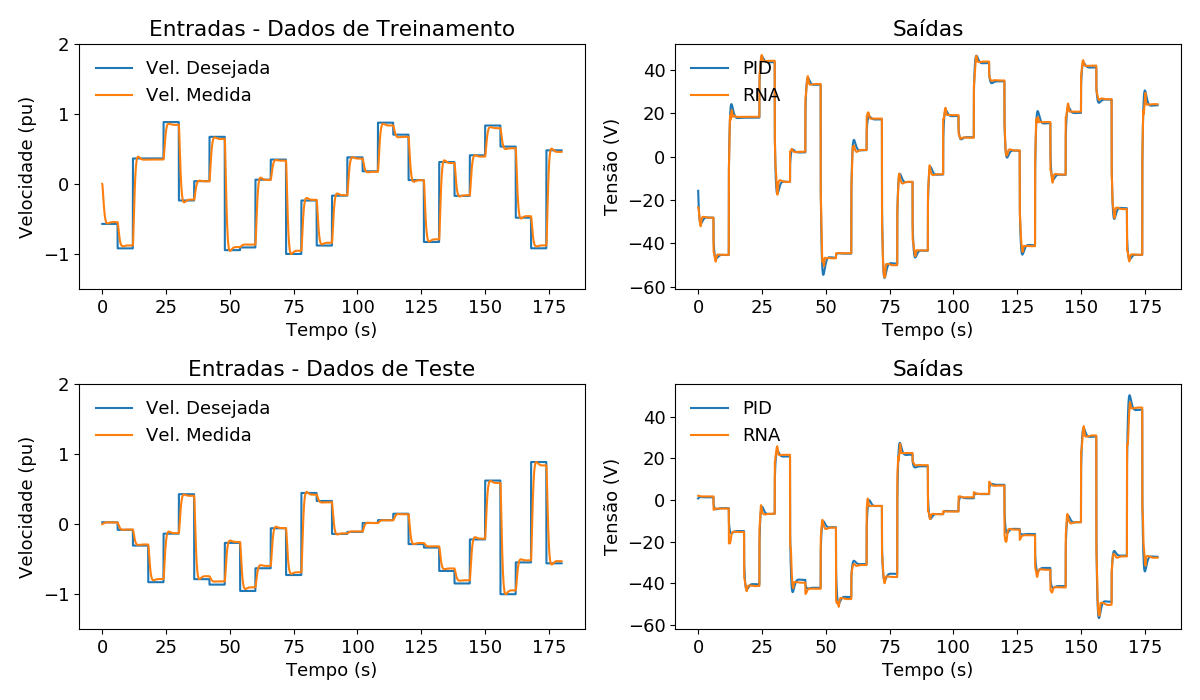 Entradas - Dados de Treinamento
Velocidade (pu)
2
1
0
−1
Vel. Desejada
Vel. Medida
0 25 50 75 100 125 150 175
Tempo (s)
Saídas
Tensão (V)
40
20
0
−20
−40
−60
PID
RNA
0 25 50 75 100 125 150 175
Tempo (s)
Entradas - Dados de Teste
Velocidade (pu)
2
1
0
−1
Vel. Desejada
Vel. Medida
0 25 50 75 100 125 150 175
Tempo (s)
Saídas
Tensão (V)
40
20
0
−20
−40
−60
PID
RNA
0 25 50 75 100 125 150 175
Tempo (s)